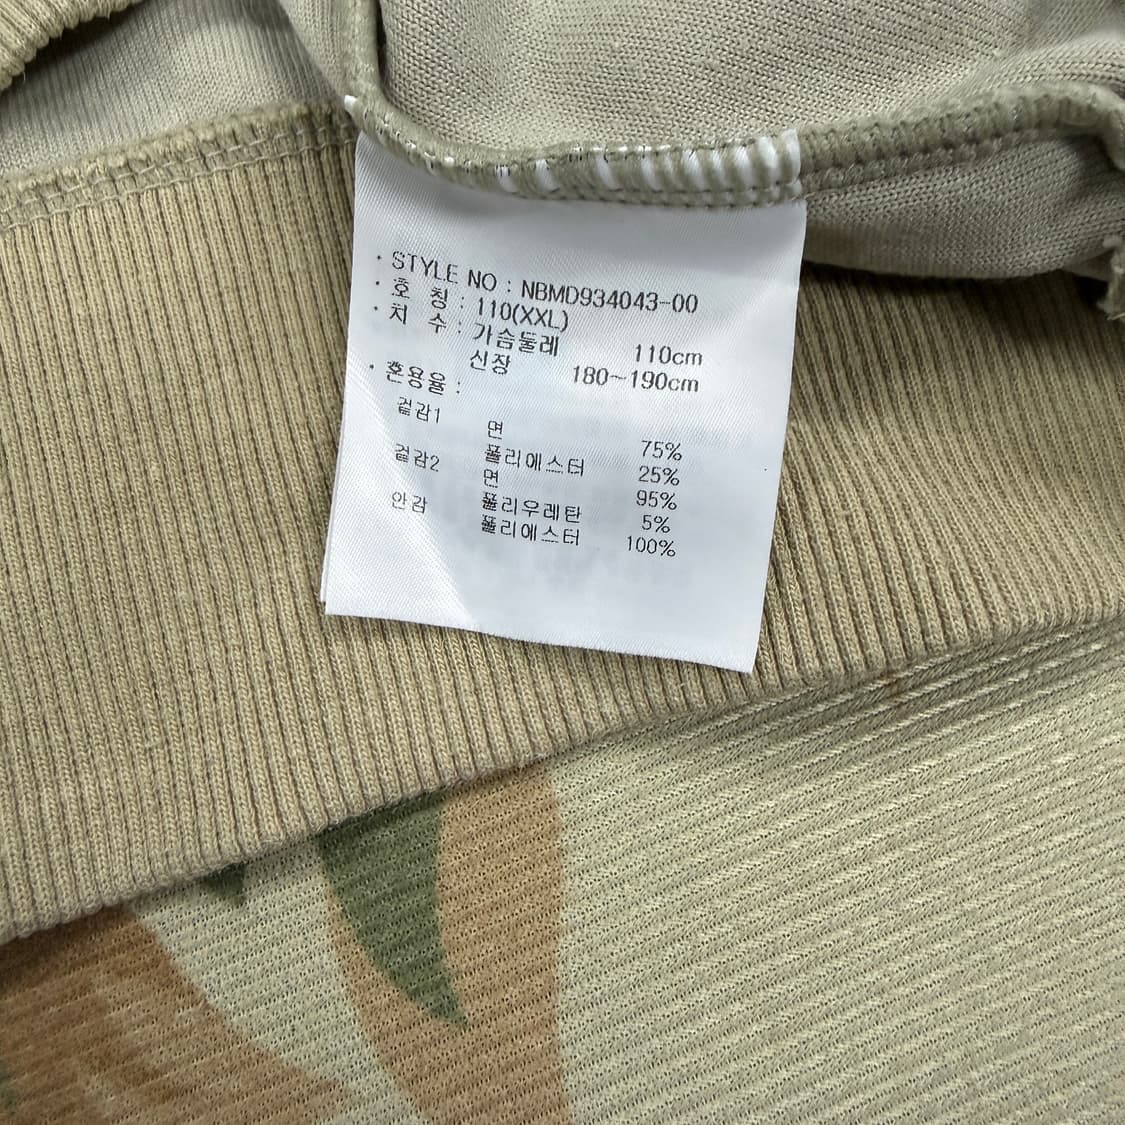 · STYLE NO : NBMD934043-00
· 호 칭 : 110(XXL)
· 치 수 : 가슴둘레 110cm
신장 180~190cm
· 혼용율 :
겉감1 면 75%
폴리에스터 25%
겉감2 면 95%
폴리우레탄 5%
안감 폴리에스터 100%